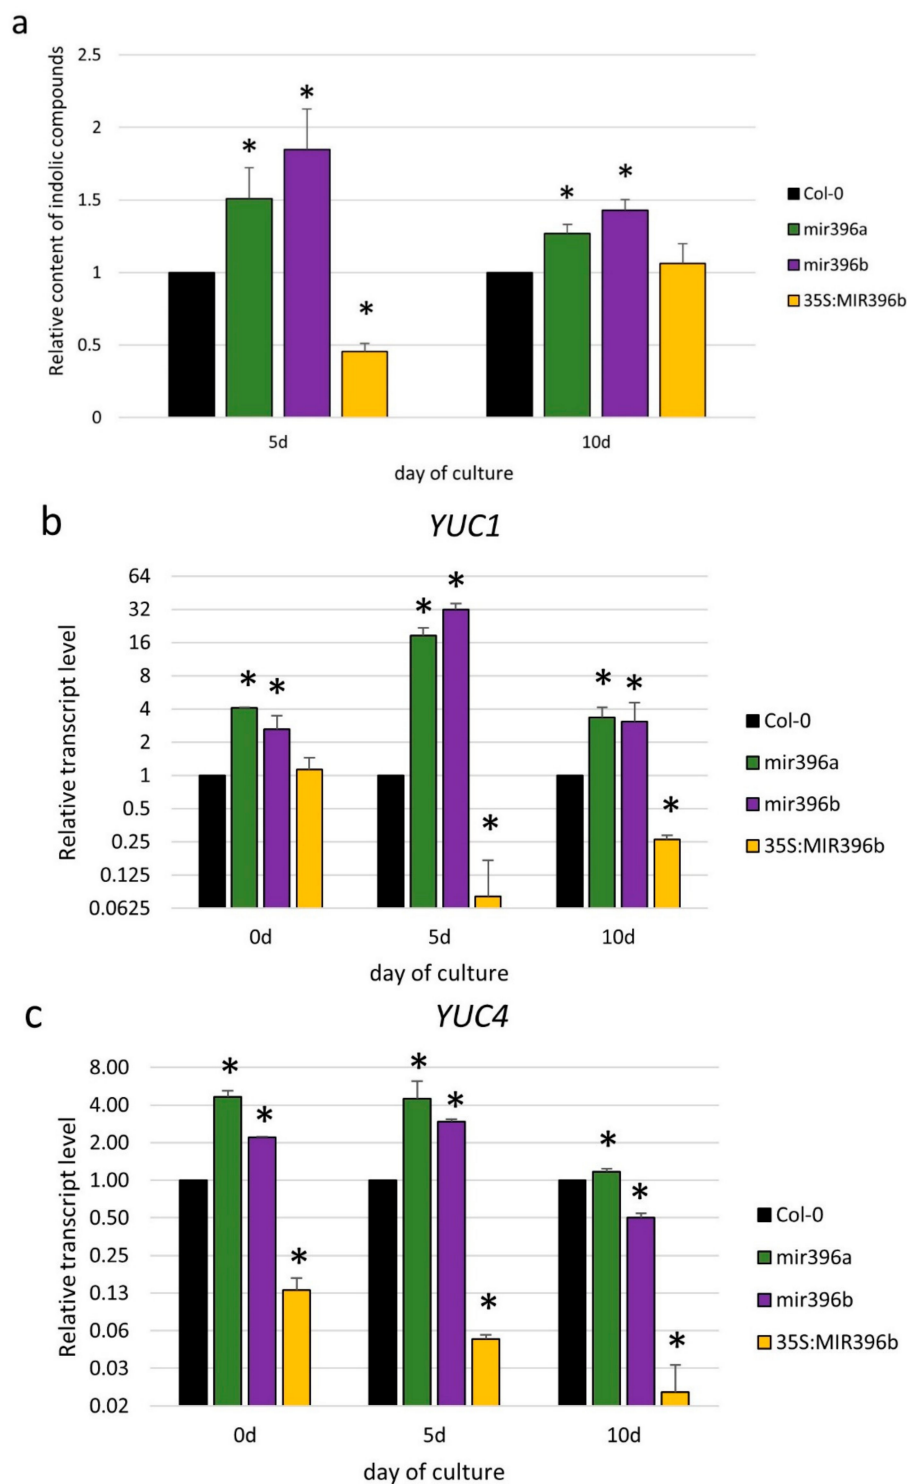 a
2.5
2
1.5
1
0.5
0
Relative content of indolic compounds
* * *
* *
5d 10d
day of culture
Col-0
mir396a
mir396b
35S:MIR396b
b
YUC1
64
32
16
8
4
2
1
0.5
0.25
0.125
0.0625
Relative transcript level
* *
* * *
* * *
0d 5d 10d
day of culture
Col-0
mir396a
mir396b
35S:MIR396b
c
YUC4
8.00
4.00
2.00
1.00
0.50
0.25
0.13
0.06
0.03
0.02
Relative transcript level
* * *
* * *
* * *
0d 5d 10d
day of culture
Col-0
mir396a
mir396b
35S:MIR396b